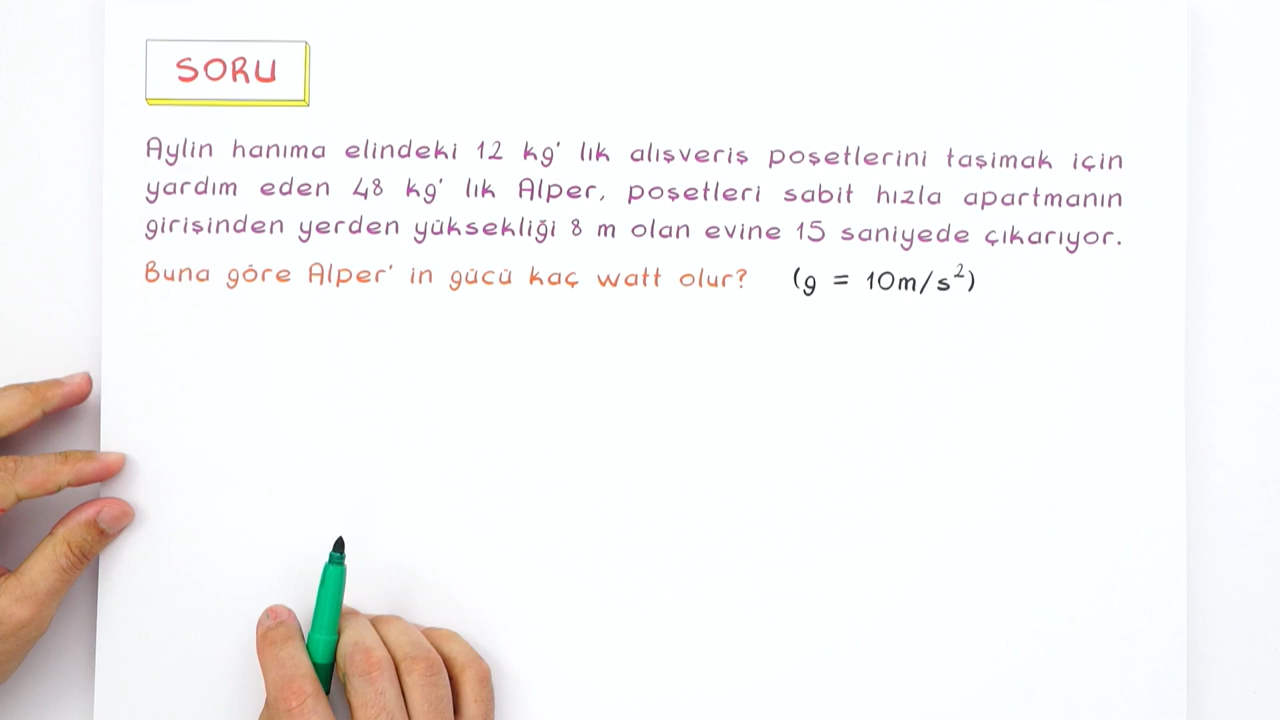 SORU
Aylin hanıma elindeki 12 kg' lık alışveriş poşetlerini taşimak için
yardım eden 48 kg' lık Alper, poşetleri sabit hızla apartmanın
girişinden yerden yüksekliği 8 m olan evine 15 saniyede çıkarıyor.
Buna göre Alper' in gücü kaç watt olur? (g = 10m/s²)